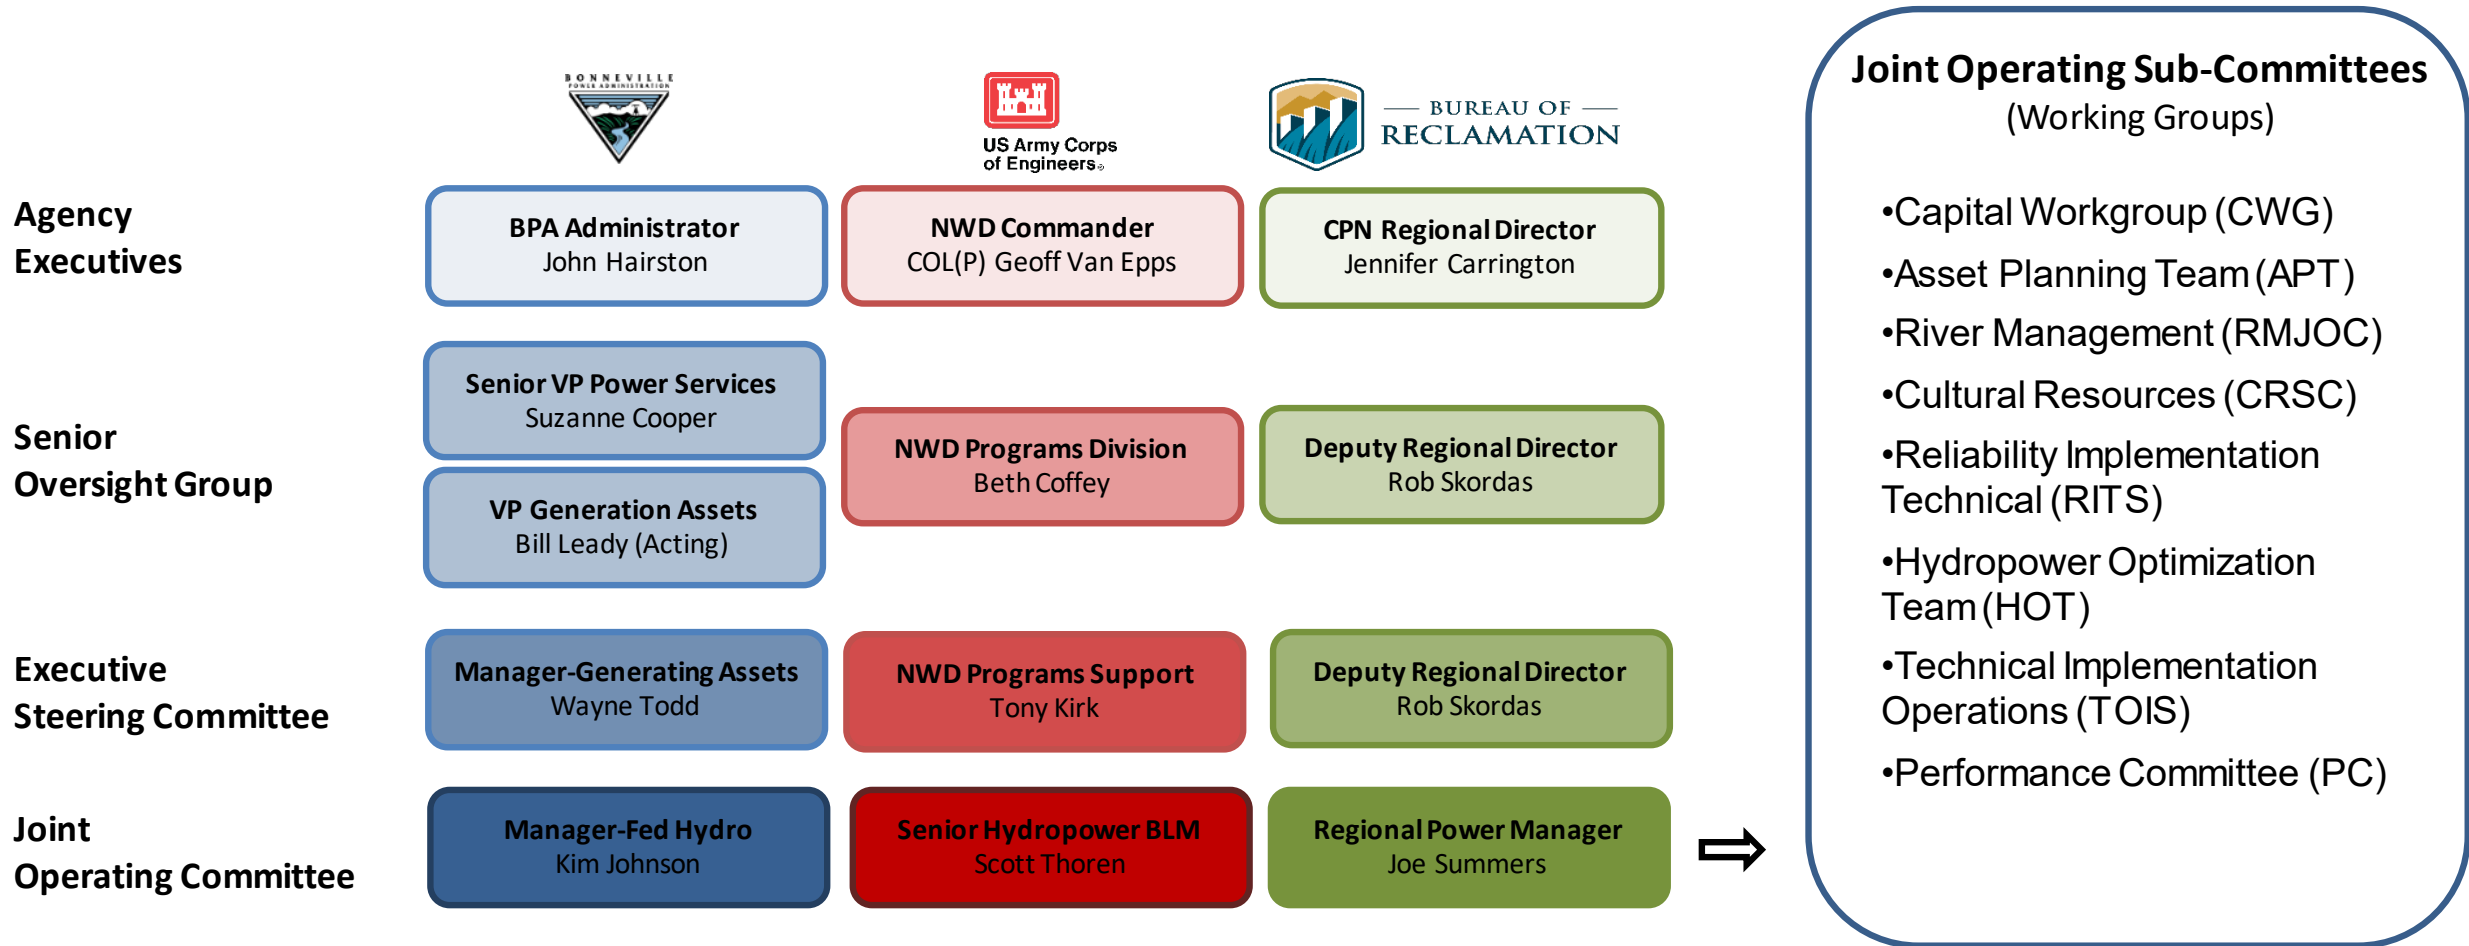 BONNEVILLE
POWER ADMINISTRATION
US Army Corps
of Engineers®
BUREAU OF
RECLAMATION
Agency
Executives
BPA Administrator
John Hairston
NWD Commander
COL(P) Geoff Van Epps
CPN Regional Director
Jennifer Carrington
Senior
Oversight Group
Senior VP Power Services
Suzanne Cooper
VP Generation Assets
Bill Leady (Acting)
NWD Programs Division
Beth Coffey
Deputy Regional Director
Rob Skordas
Executive
Steering Committee
Manager-Generating Assets
Wayne Todd
NWD Programs Support
Tony Kirk
Deputy Regional Director
Rob Skordas
Joint
Operating Committee
Manager-Fed Hydro
Kim Johnson
Senior Hydropower BLM
Scott Thoren
Regional Power Manager
Joe Summers
Joint Operating Sub-Committees
(Working Groups)
•Capital Workgroup (CWG)
•Asset Planning Team (APT)
•River Management (RMJOC)
•Cultural Resources (CRSC)
•Reliability Implementation
Technical (RITS)
•Hydropower Optimization
Team (HOT)
•Technical Implementation
Operations (TOIS)
•Performance Committee (PC)